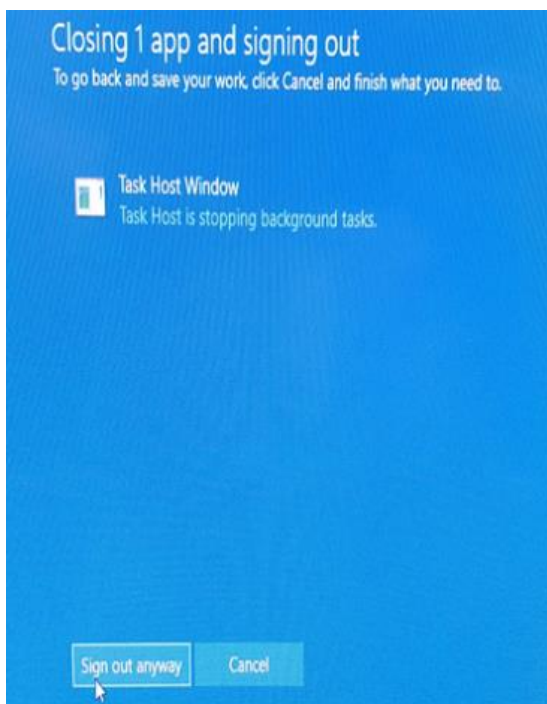 Closing 1 app and signing out
To go back and save your work, click Cancel and finish what you need to.
Task Host Window
Task Host is stopping background tasks.
Sign out anyway
Cancel